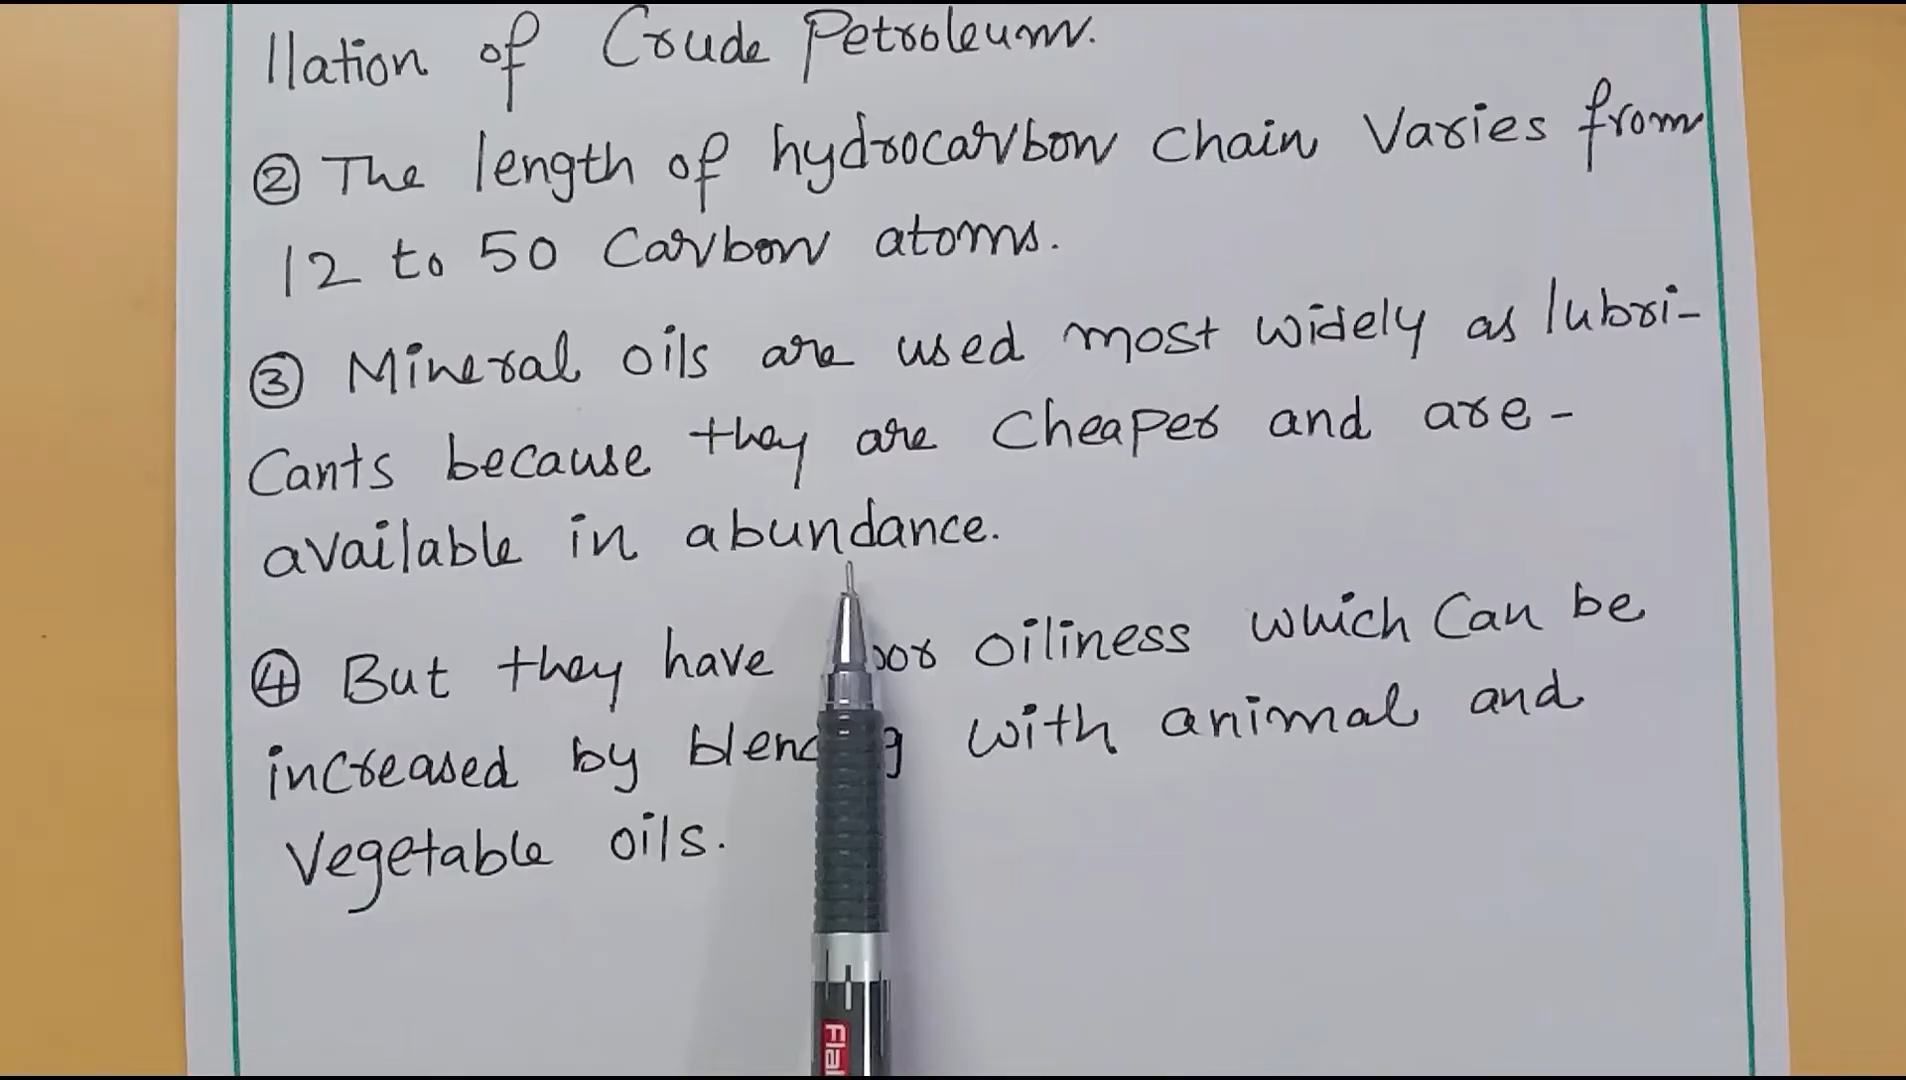 llation of Crude Petroleum.
② The length of hydrocarbon chain varies from
12 to 50 Carbon atoms.
③ Mineral oils are used most widely as lubri-
Cants because they are Cheaper and are-
available in abundance.
④ But they have oiliness which Can be
increased by with animal and
Vegetable oils.